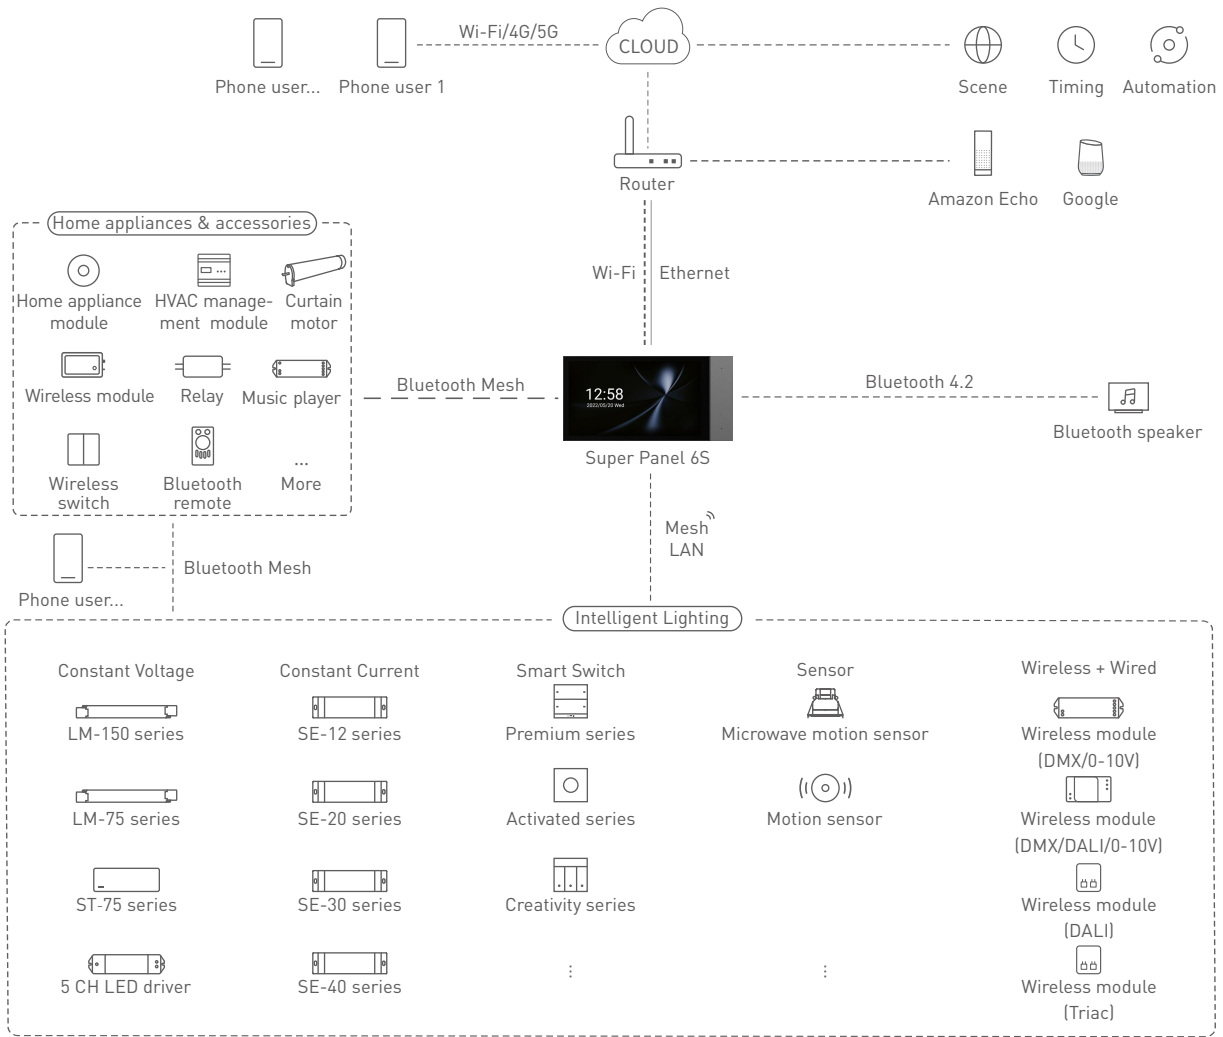 Wi-Fi/4G/5G
CLOUD
Phone user...
Phone user 1
Scene
Timing
Automation
Router
Amazon Echo
Google
Home appliances & accessories
Home appliance
module
HVAC manage-
ment module
Curtain
motor
Wireless module
Relay
Music player
Wireless
switch
Bluetooth
remote
...
More
Wi-Fi
Ethernet
Bluetooth Mesh
12:58
2022/05/20 Wed
Super Panel 6S
Bluetooth 4.2
Bluetooth speaker
Mesh
LAN
Bluetooth Mesh
Phone user...
Intelligent Lighting
Constant Voltage
LM-150 series
LM-75 series
ST-75 series
5 CH LED driver
Constant Current
SE-12 series
SE-20 series
SE-30 series
SE-40 series
Smart Switch
Premium series
Activated series
Creativity series
⋮
Sensor
Microwave motion sensor
Motion sensor
⋮
Wireless + Wired
Wireless module
(DMX/0-10V)
Wireless module
(DMX/DALI/0-10V)
Wireless module
(DALI)
Wireless module
(Triac)